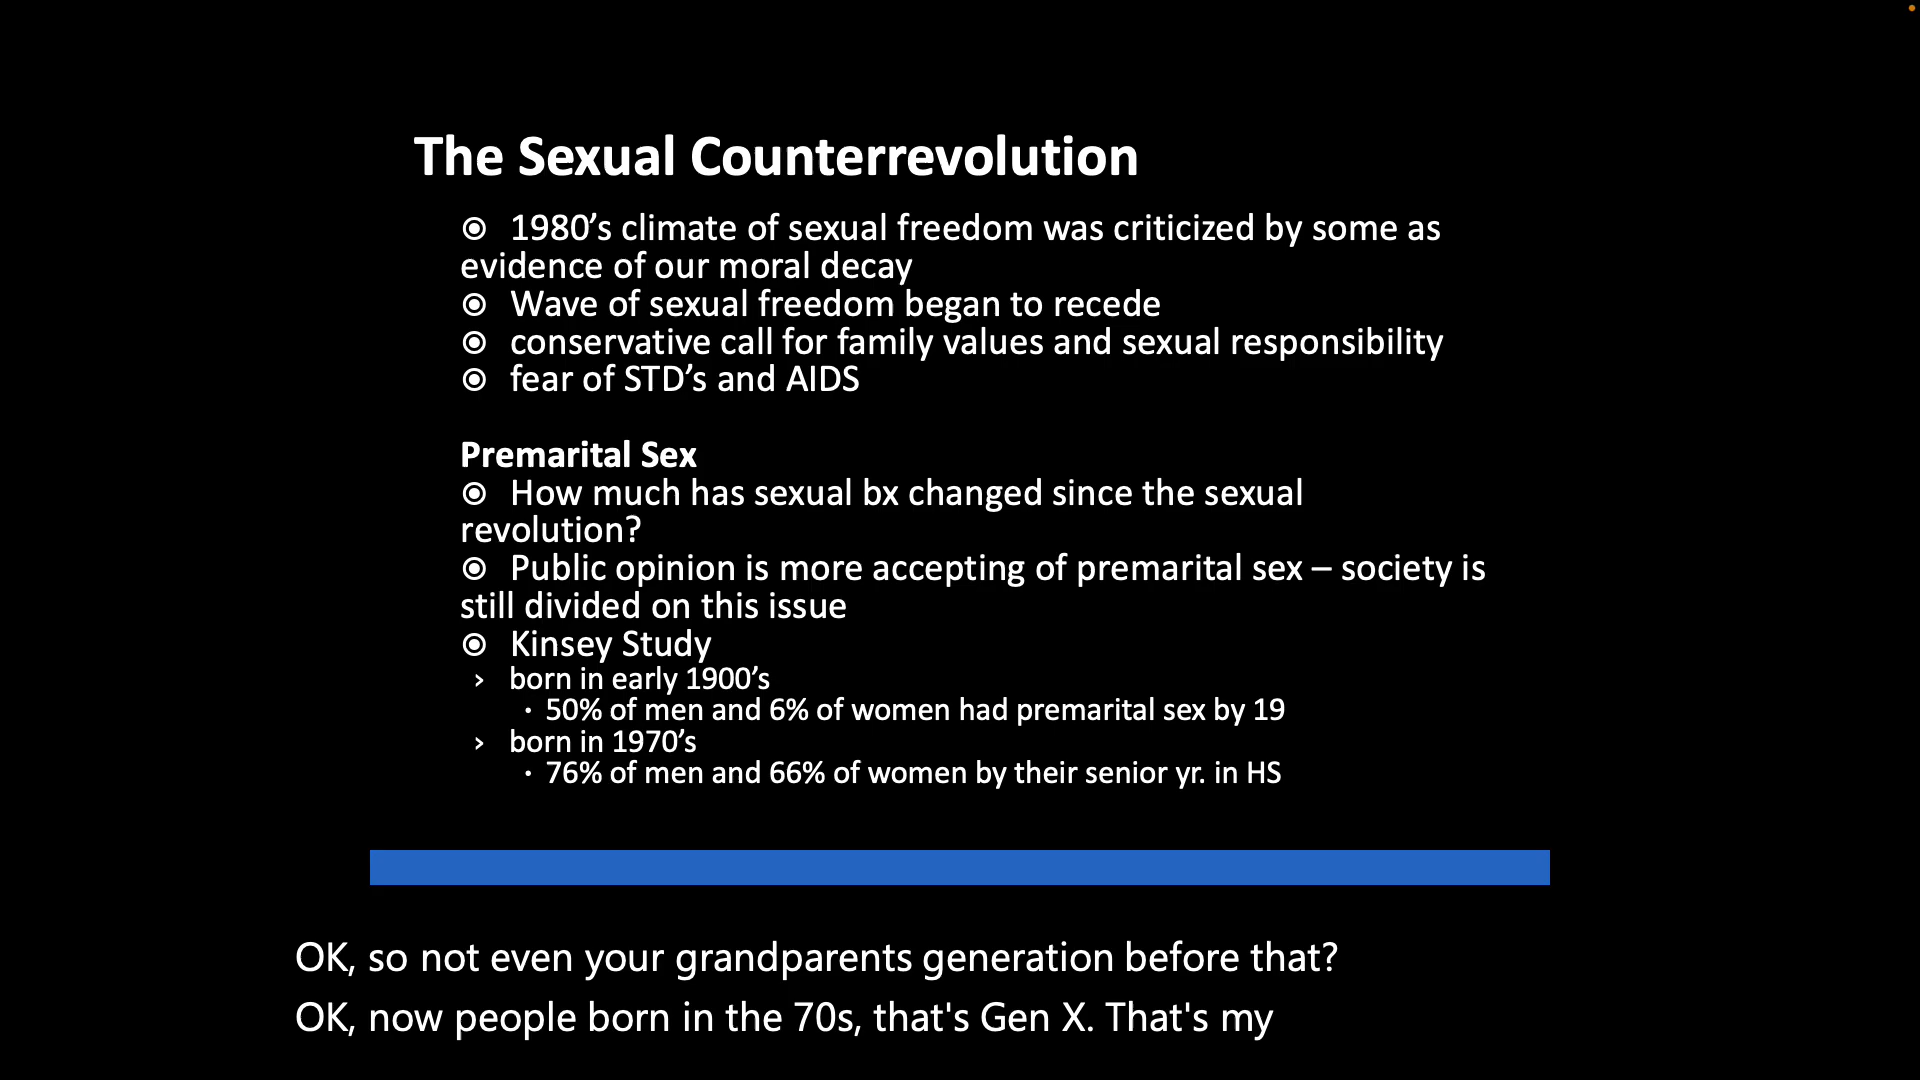 The Sexual Counterrevolution
⦿ 1980’s climate of sexual freedom was criticized by some as
evidence of our moral decay
⦿ Wave of sexual freedom began to recede
⦿ conservative call for family values and sexual responsibility
⦿ fear of STD’s and AIDS
Premarital Sex
⦿ How much has sexual bx changed since the sexual
revolution?
⦿ Public opinion is more accepting of premarital sex – society is
still divided on this issue
⦿ Kinsey Study
› born in early 1900’s
• 50% of men and 6% of women had premarital sex by 19
› born in 1970’s
• 76% of men and 66% of women by their senior yr. in HS
OK, so not even your grandparents generation before that?
OK, now people born in the 70s, that's Gen X. That's my